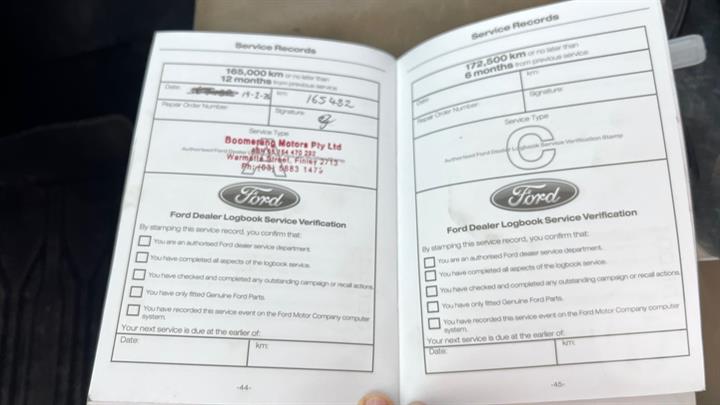 Service Records
165,000 km or no later than
12 months from previous service
Date: 19-2-26
km: 165432
Repair Order Number:
Signature:
Service Type
Boomerang Motors Pty Ltd
Warmatta Street, Finley 2713
Ph: (03) 5883 1475
Ford
Ford Dealer Logbook Service Verification
By stamping this service record, you confirm that:
You are an authorised Ford dealer service department.
You have completed all aspects of the logbook service.
You have checked and completed any outstanding campaign or recall actions.
You have only fitted Genuine Ford Parts.
You have recorded this service event on the Ford Motor Company computer
system.
Your next service is due at the earlier of:
Date:
km:
-44-
Service Records
172,500 km or no later than
6 months from previous service
Date:
km:
Repair Order Number:
Signature:
Service Type
C
Authorised Ford Dealer Logbook Service Verification Stamp
Ford
Ford Dealer Logbook Service Verification
By stamping this service record, you confirm that:
You are an authorised Ford dealer service department.
You have completed all aspects of the logbook service.
You have checked and completed any outstanding campaign or recall actions.
You have only fitted Genuine Ford Parts.
You have recorded this service event on the Ford Motor Company computer
system.
Your next service is due at the earlier of:
Date:
km:
-45-